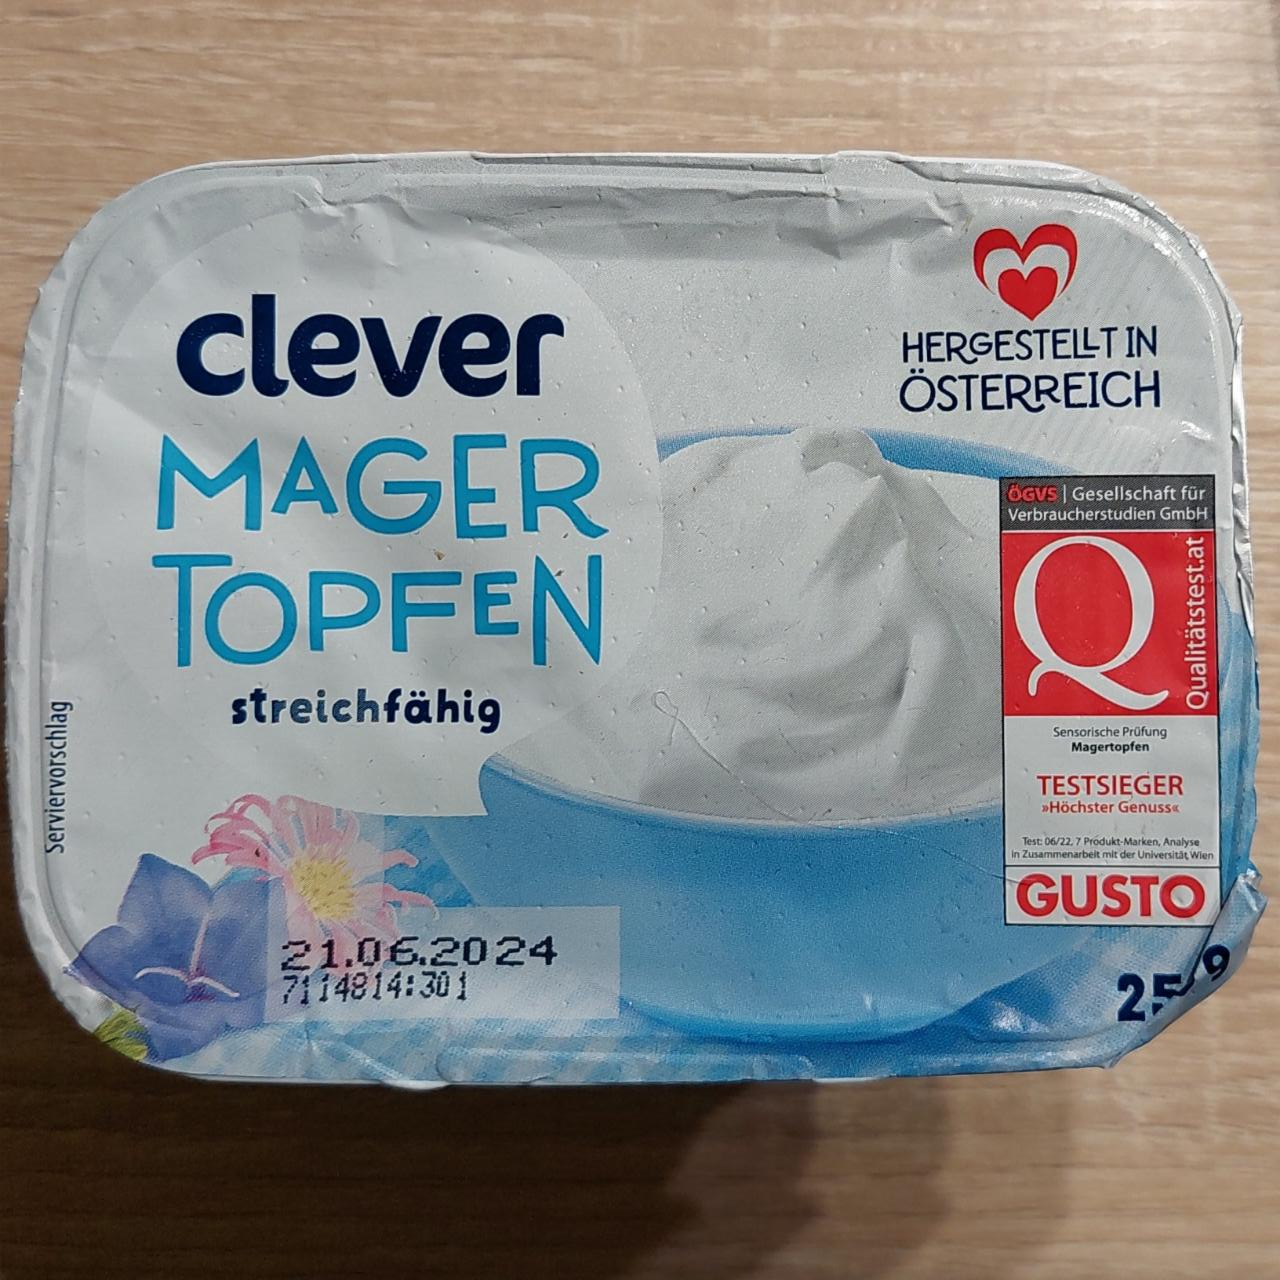 clever
MAGER
TOPFEN
streichfähig
Serviervorschlag
HERGESTELLT IN
ÖSTERREICH
ÖGVS | Gesellschaft für
Verbraucherstudien GmbH
Q
Qualitätstest.at
Sensorische Prüfung
Magertopfen
TESTSIEGER
»Höchster Genuss«
Test: 06/22, 7 Produkt-Marken, Analyse
in Zusammenarbeit mit der Universität Wien
GUSTO
21.06.2024
7114814:301